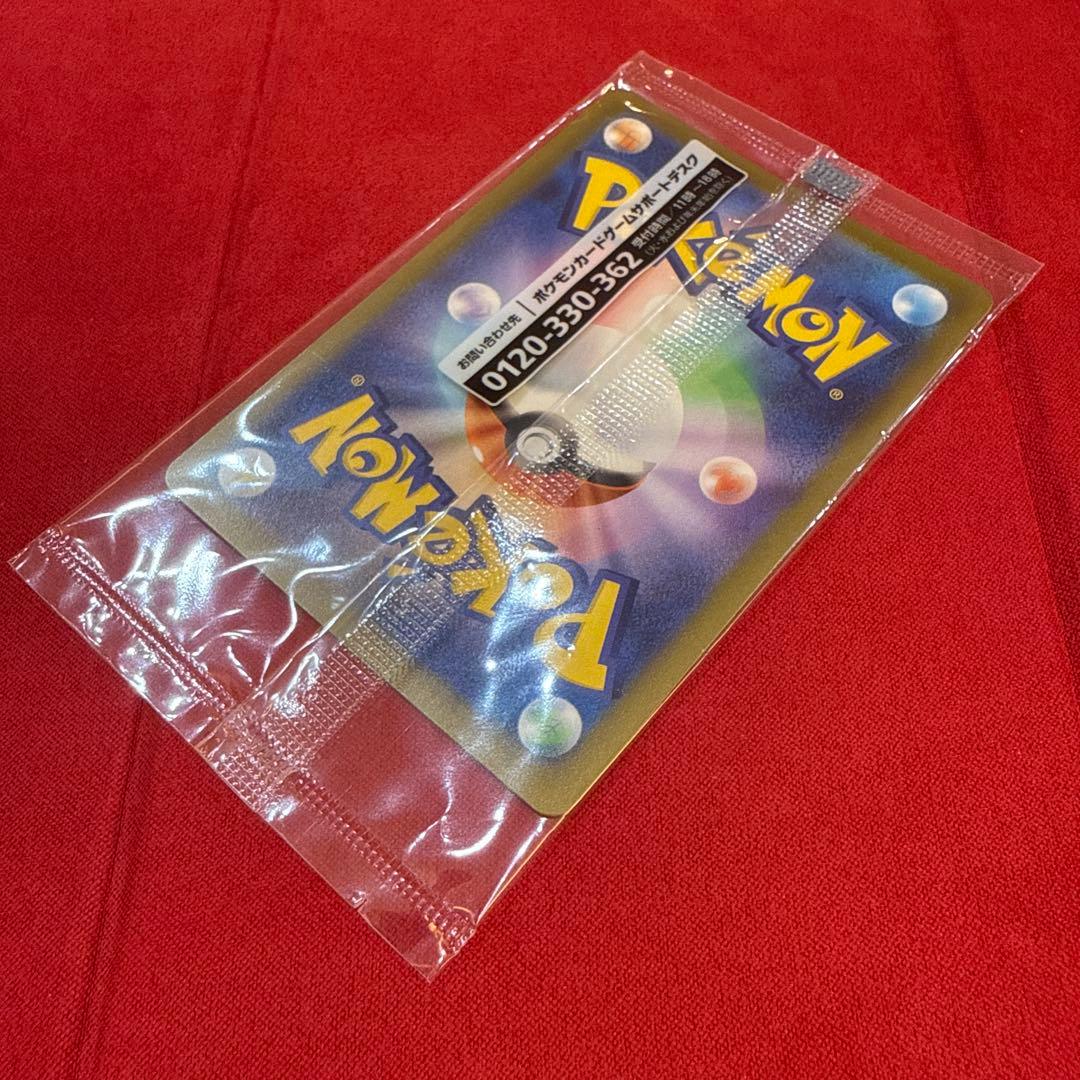 お問い合わせ先 | ポケモンカードゲームサポートデスク
0120-330-362 受付時間／11時～18時
POKéMON®
POKéMON®